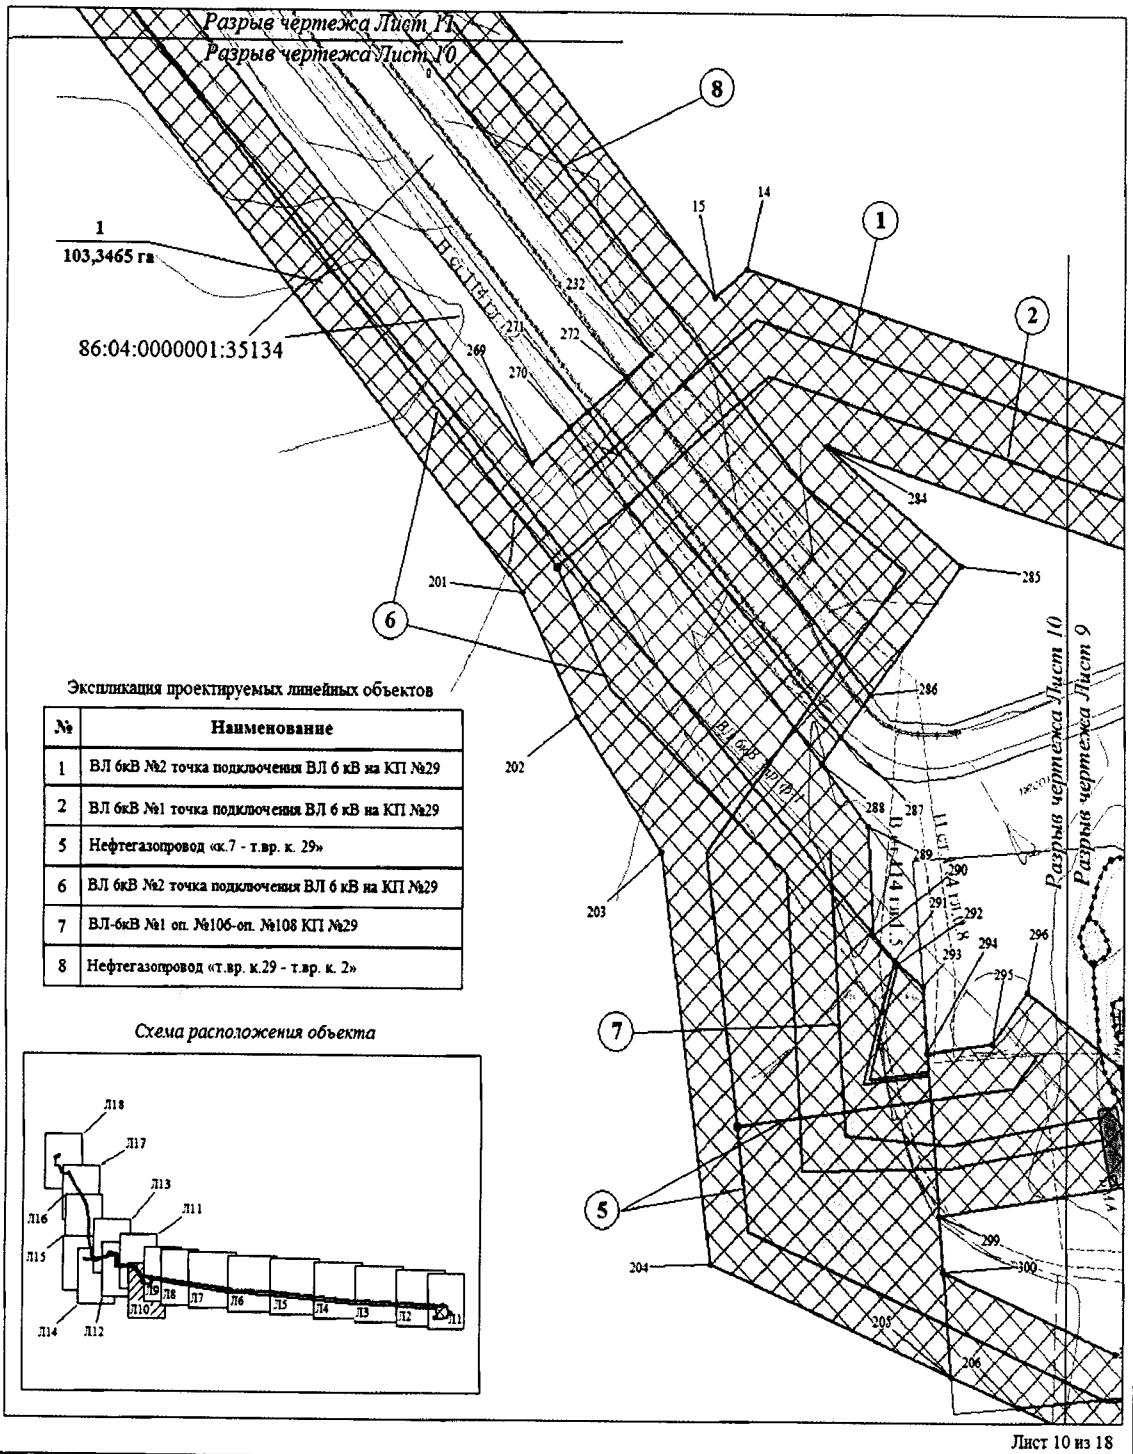 Разрыв чертежа Лист 11
Разрыв чертежа Лист 10
8
14
15
1
1
103,3465 га
2
232
271
272
86:04:0000001:35134
269
270
284
285
201
6
Разрыв чертежа Лист 10
Разрыв чертежа Лист 9
286
202
288
287
289
290
291
292
203
294
293
296
295
7
5
299
300
204
205
206
Экспликация проектируемых линейных объектов
№ Наименование
1 ВЛ 6кВ №2 точка подключения ВЛ 6 кВ на КП №29
2 ВЛ 6кВ №1 точка подключения ВЛ 6 кВ на КП №29
5 Нефтегазопровод «к.7 - т.вр. к. 29»
6 ВЛ 6кВ №2 точка подключения ВЛ 6 кВ на КП №29
7 ВЛ-6кВ №1 оп. №106-оп. №108 КП №29
8 Нефтегазопровод «т.вр. к.29 - т.вр. к. 2»
Схема расположения объекта
Л18
Л17
Л13
Л16
Л11
Л15
Л9
Л8
Л7
Л6
Л5
Л4
Л3
Л2
Л1
Л10
Л14
Л12
Лист 10 из 18